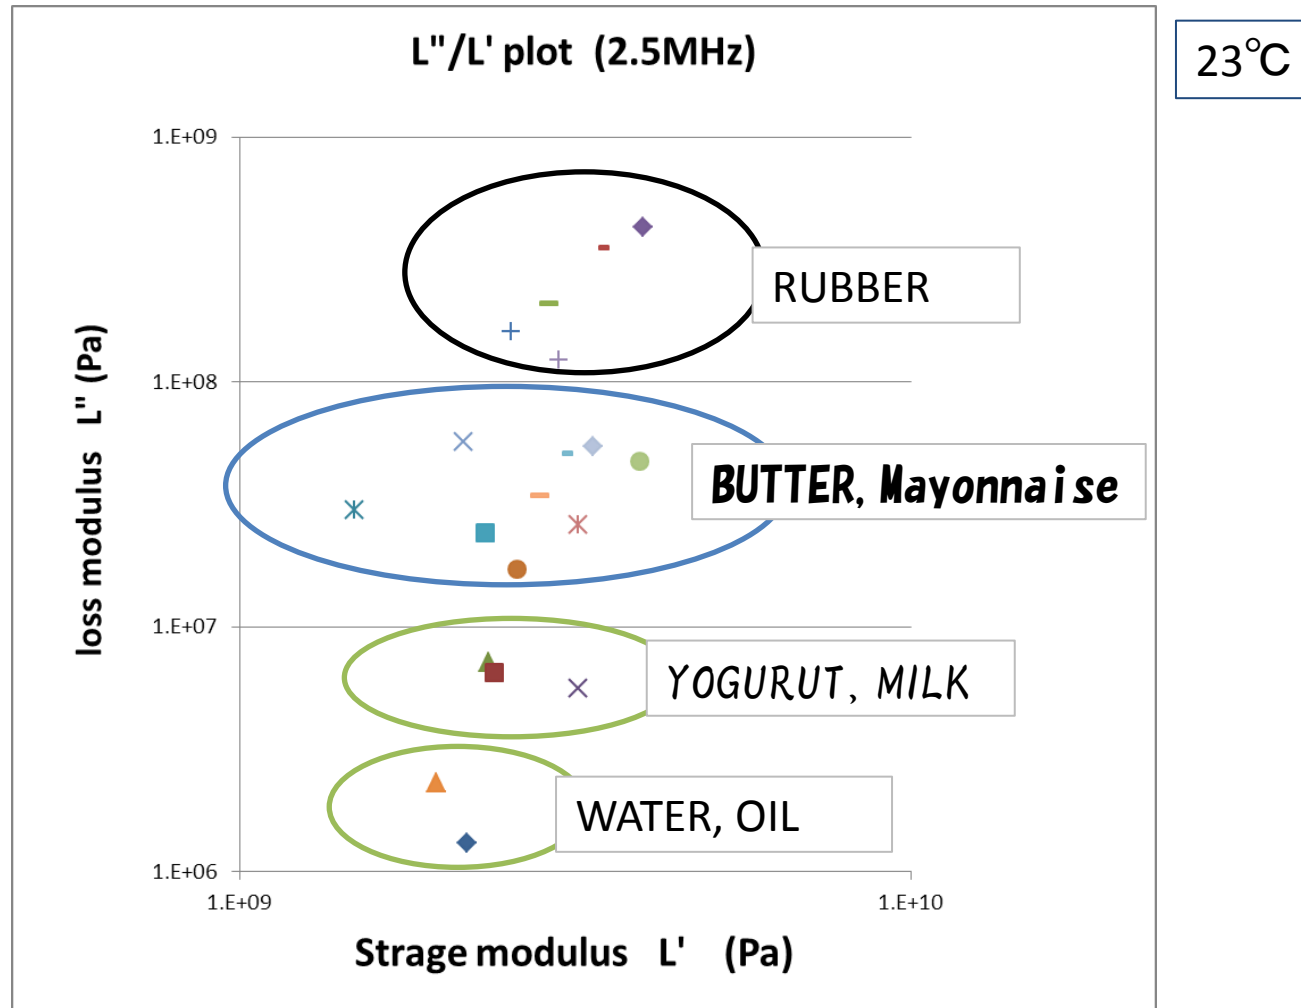 L"/L' plot (2.5MHz)
23℃
1.E+09
RUBBER
loss modulus L" (Pa)
1.E+08
BUTTER, Mayonnaise
1.E+07
YOGURUT, MILK
WATER, OIL
1.E+06
1.E+09
1.E+10
Strage modulus L' (Pa)